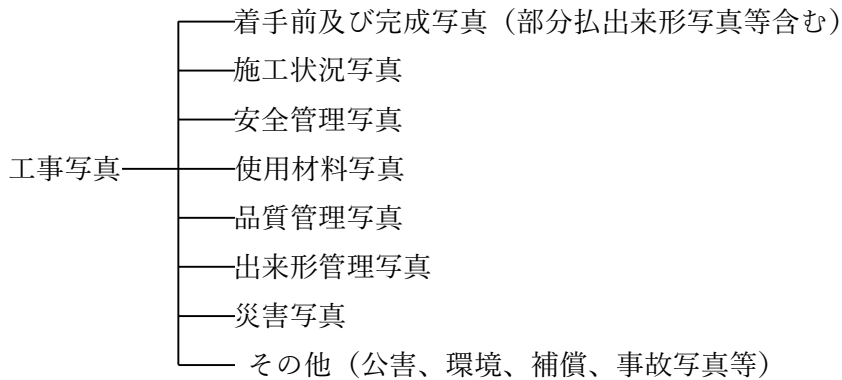 着手前及び完成写真（部分払出来形写真等含む）
施工状況写真
安全管理写真
工事写真 使用材料写真
品質管理写真
出来形管理写真
災害写真
その他（公害、環境、補償、事故写真等）